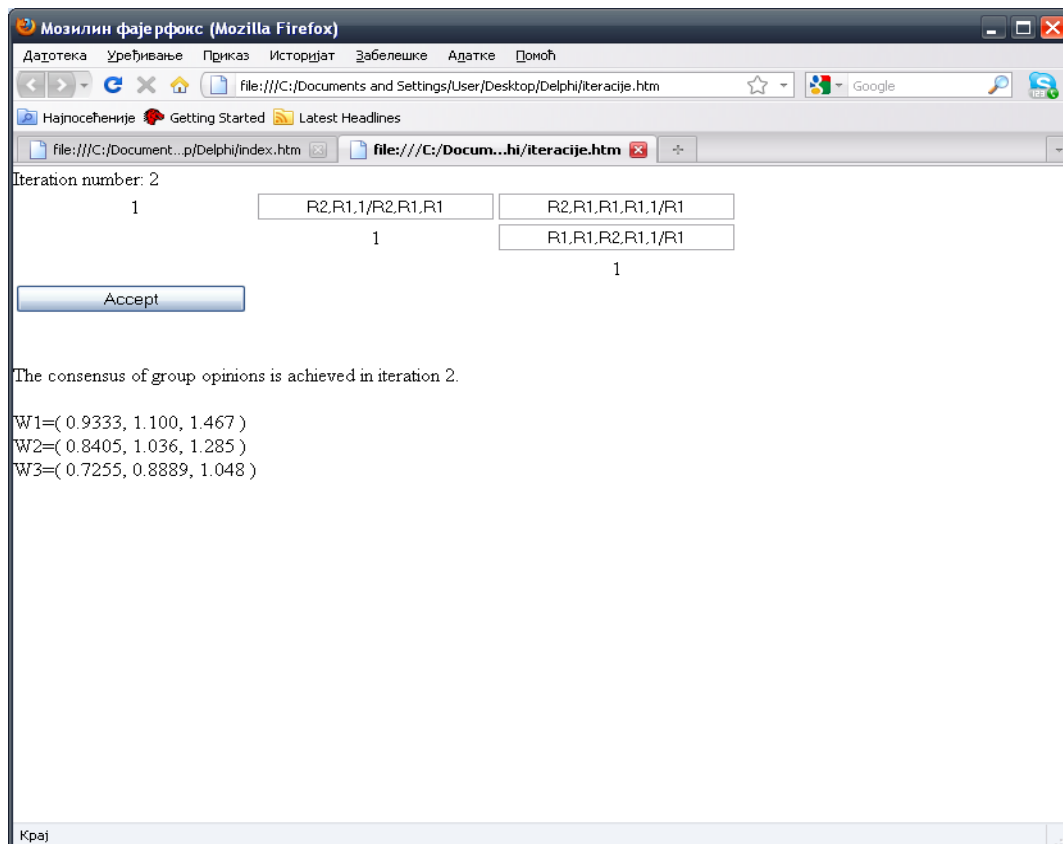 Мозилин фајерфокс (Mozilla Firefox)
Датотека Уређивање Приказ Историјат Забелешке Алатке Помоћ
file:///C:/Documents and Settings/User/Desktop/Delphi/iteracije.htm Google
Најпосећеније Getting Started Latest Headlines
file:///C:/Document...p/Delphi/index.htm file:///C:/Docum...hi/iteracije.htm
Iteration number: 2
1 R2,R1,1/R2,R1,R1 R2,R1,R1,R1,1/R1
1 R1,R1,R2,R1,1/R1
1
Accept
The consensus of group opinions is achieved in iteration 2.
W1=( 0.9333, 1.100, 1.467 )
W2=( 0.8405, 1.036, 1.285 )
W3=( 0.7255, 0.8889, 1.048 )
Крај